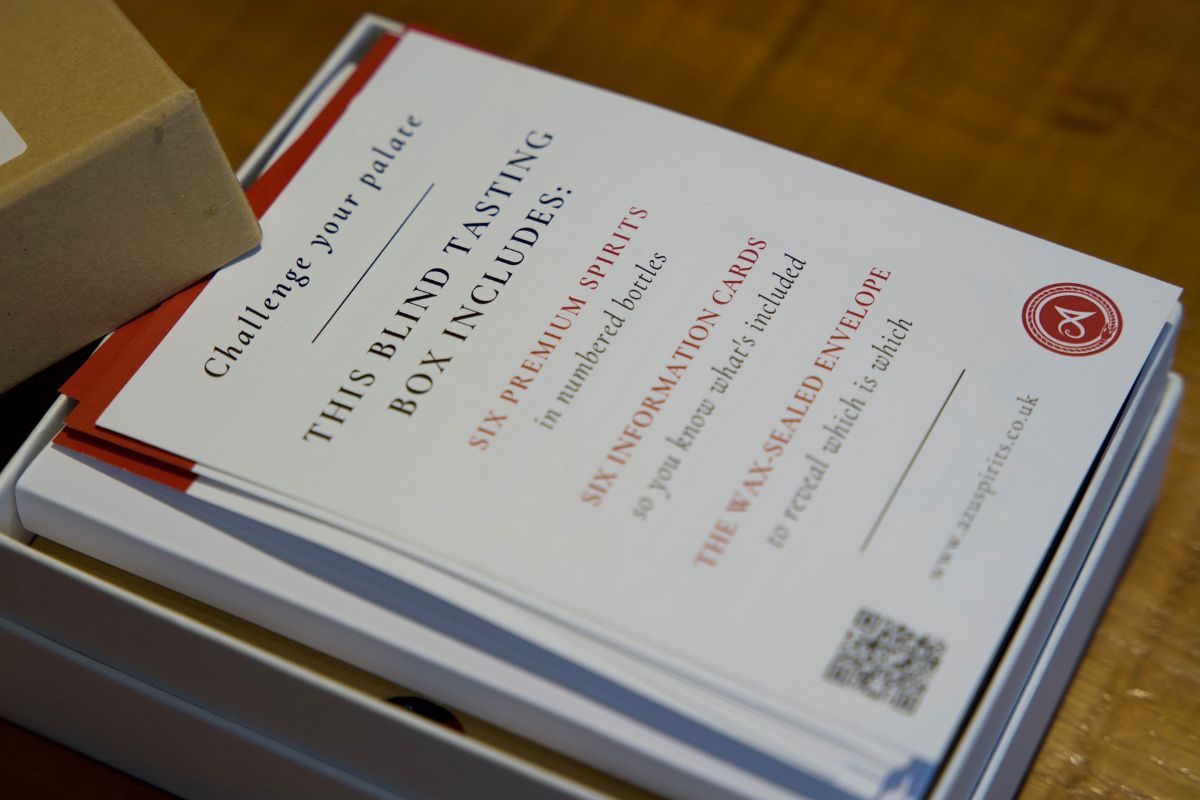 Challenge your palate
THIS BLIND TASTING
BOX INCLUDES:
SIX PREMIUM SPIRITS
in numbered bottles
SIX INFORMATION CARDS
so you know what's included
THE WAX-SEALED ENVELOPE
to reveal which is which
www.azuspirits.co.uk
A